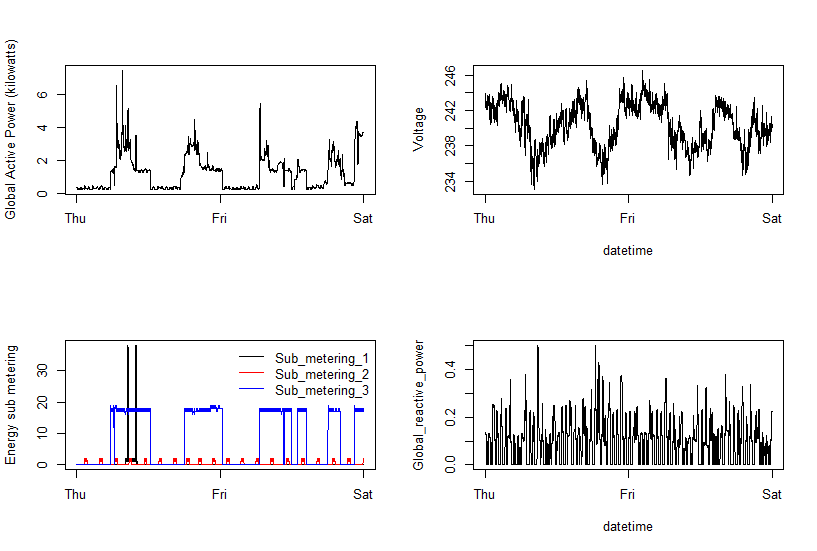 Global Active Power (kilowatts)
0 2 4 6
Thu Fri Sat
Voltage
234 238 242 246
Thu Fri Sat
datetime
Energy sub metering
0 10 20 30
Sub_metering_1
Sub_metering_2
Sub_metering_3
Thu Fri Sat
Global_reactive_power
0.0 0.2 0.4
Thu Fri Sat
datetime